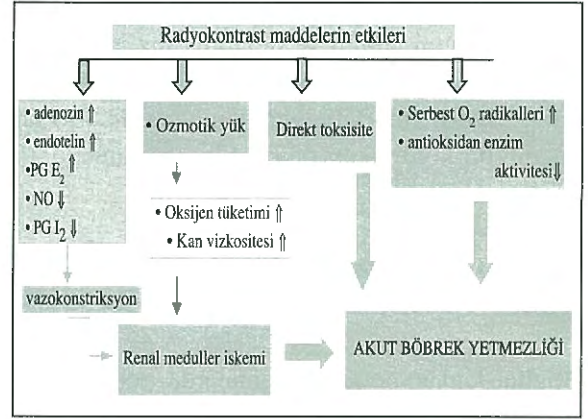 Radyokontrast maddelerin etkileri
• adenozin ⇑
• endotelin ⇑
•PG E₂ ⇑
• NO ⇓
• PG I₂ ⇓
• Ozmotik yük
Direkt toksisite
• Serbest O₂ radikalleri ⇑
• antioksidan enzim
aktivitesi⇓
• Oksijen tüketimi ⇑
• Kan vizkositesi ⇑
vazokonstriksyon
Renal meduller iskemi
AKUT BÖBREK YETMEZLİĞİ